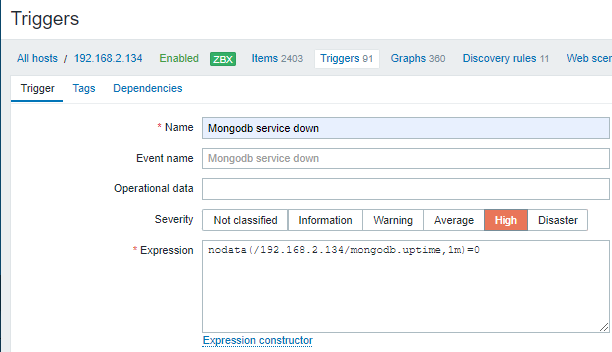 Triggers
All hosts / 192.168.2.134 Enabled ZBX Items 2403 Triggers 91 Graphs 360 Discovery rules 11 Web scen
Trigger Tags Dependencies
* Name Mongodb service down
Event name Mongodb service down
Operational data
Severity Not classified Information Warning Average High Disaster
* Expression nodata(/192.168.2.134/mongodb.uptime,1m)=0
Expression constructor